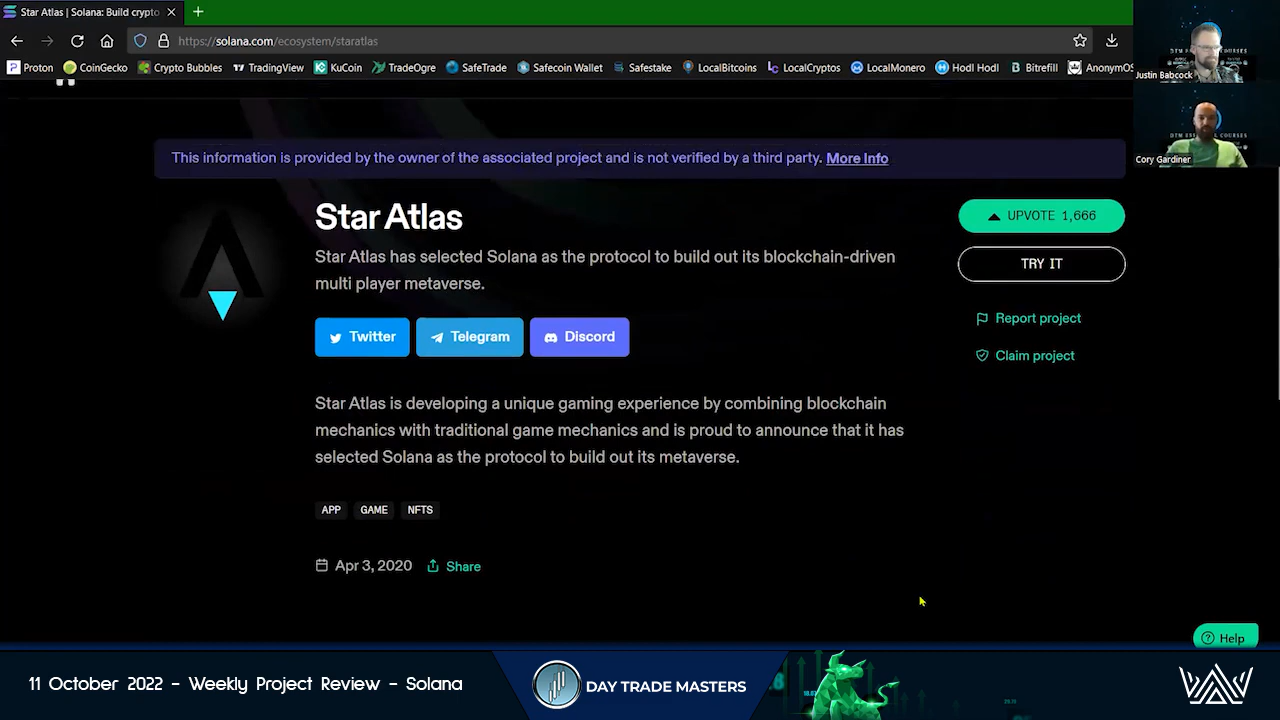 Star Atlas | Solana: Build crypto
https://solana.com/ecosystem/staratlas
Proton CoinGecko Crypto Bubbles TradingView KuCoin TradeOgre SafeTrade Safecoin Wallet Safestake LocalBitcoins LocalCryptos LocalMonero Hodl Hodl Bitrefill AnonymOS
Justin Babcock
Cory Gardiner
This information is provided by the owner of the associated project and is not verified by a third party. More Info
Star Atlas
UPVOTE 1,666
Star Atlas has selected Solana as the protocol to build out its blockchain-driven
multi player metaverse.
TRY IT
Report project
Twitter Telegram Discord
Claim project
Star Atlas is developing a unique gaming experience by combining blockchain
mechanics with traditional game mechanics and is proud to announce that it has
selected Solana as the protocol to build out its metaverse.
APP GAME NFTS
Apr 3, 2020 Share
Help
11 October 2022 - Weekly Project Review - Solana
DAY TRADE MASTERS